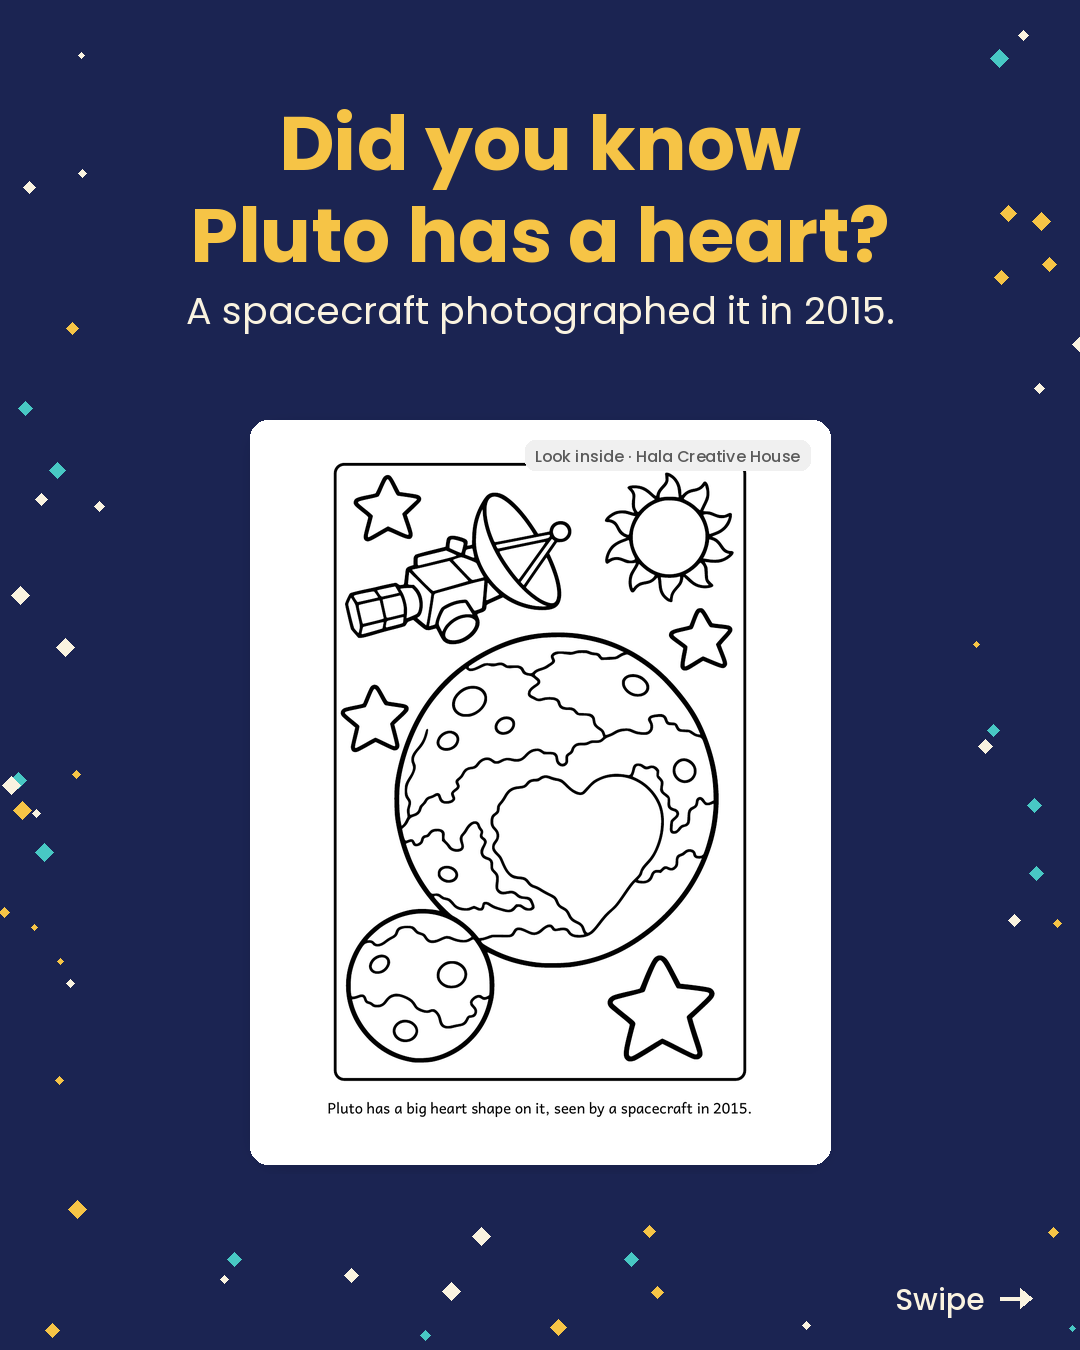 Did you know
Pluto has a heart?
A spacecraft photographed it in 2015.
Look inside · Hala Creative House
Pluto has a big heart shape on it, seen by a spacecraft in 2015.
Swipe